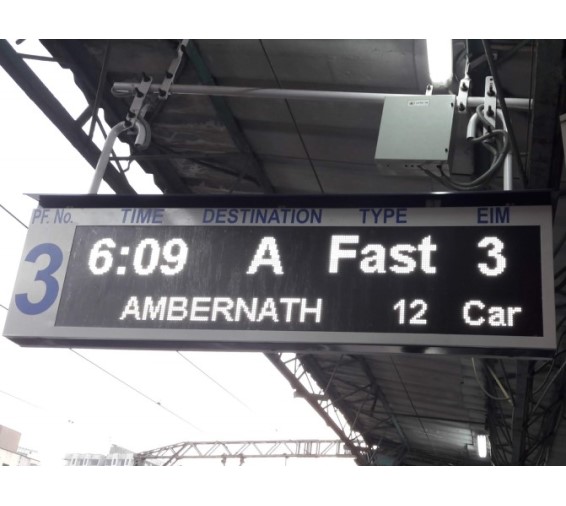 PF. No. TIME DESTINATION TYPE EIM
3 6:09 A Fast 3
AMBERNATH 12 Car